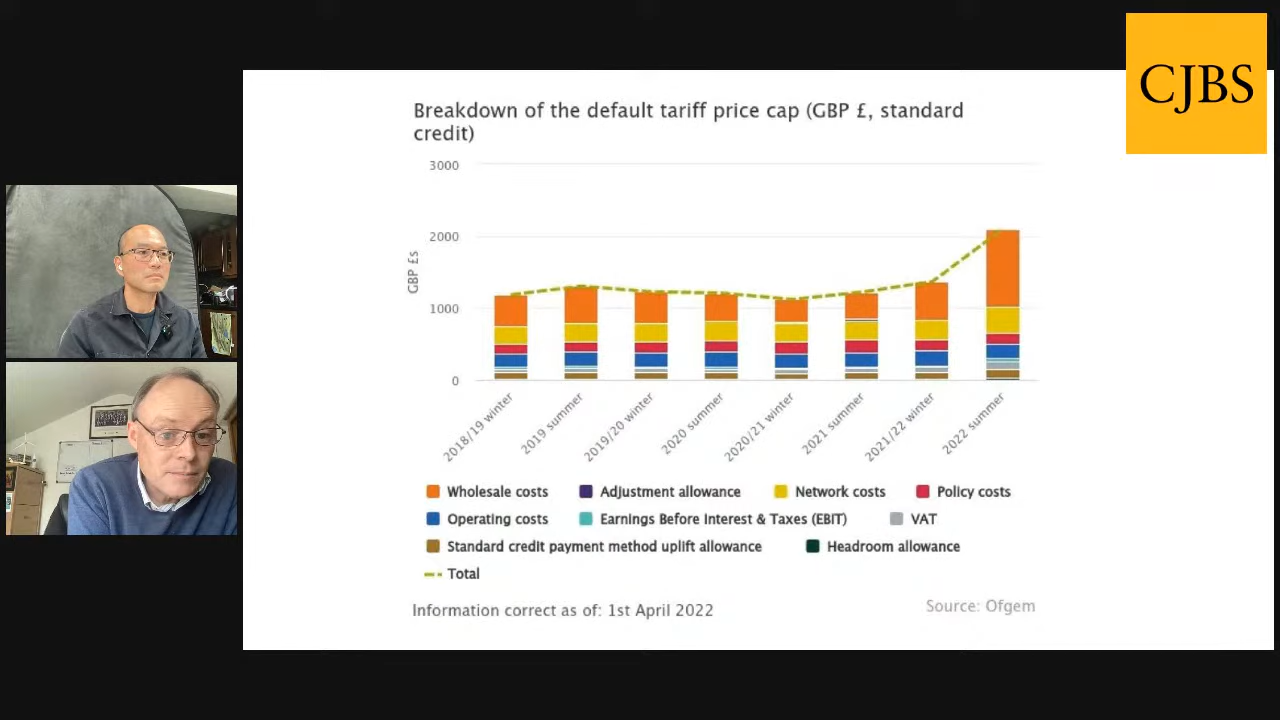 CJBS
Breakdown of the default tariff price cap (GBP £, standard
credit)
3000
2000
1000
0
GBP £s
2018/19 winter
2019 summer
2019/20 winter
2020 summer
2020/21 winter
2021 summer
2021/22 winter
2022 summer
Wholesale costs Adjustment allowance Network costs Policy costs
Operating costs Earnings Before Interest & Taxes (EBIT) VAT
Standard credit payment method uplift allowance Headroom allowance
Total
Information correct as of: 1st April 2022 Source: Ofgem